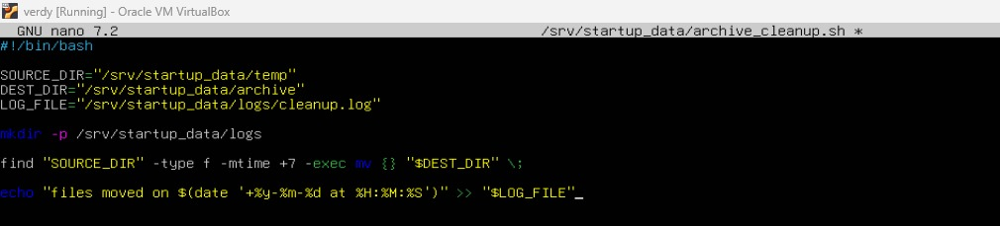 verdy [Running] - Oracle VM VirtualBox
GNU nano 7.2 /srv/startup_data/archive_cleanup.sh *
#!/bin/bash
SOURCE_DIR="/srv/startup_data/temp"
DEST_DIR="/srv/startup_data/archive"
LOG_FILE="/srv/startup_data/logs/cleanup.log"
mkdir -p /srv/startup_data/logs
find "SOURCE_DIR" -type f -mtime +7 -exec mv {} "$DEST_DIR" \;
echo "files moved on $(date '+%y-%m-%d at %H:%M:%S')" >> "$LOG_FILE"